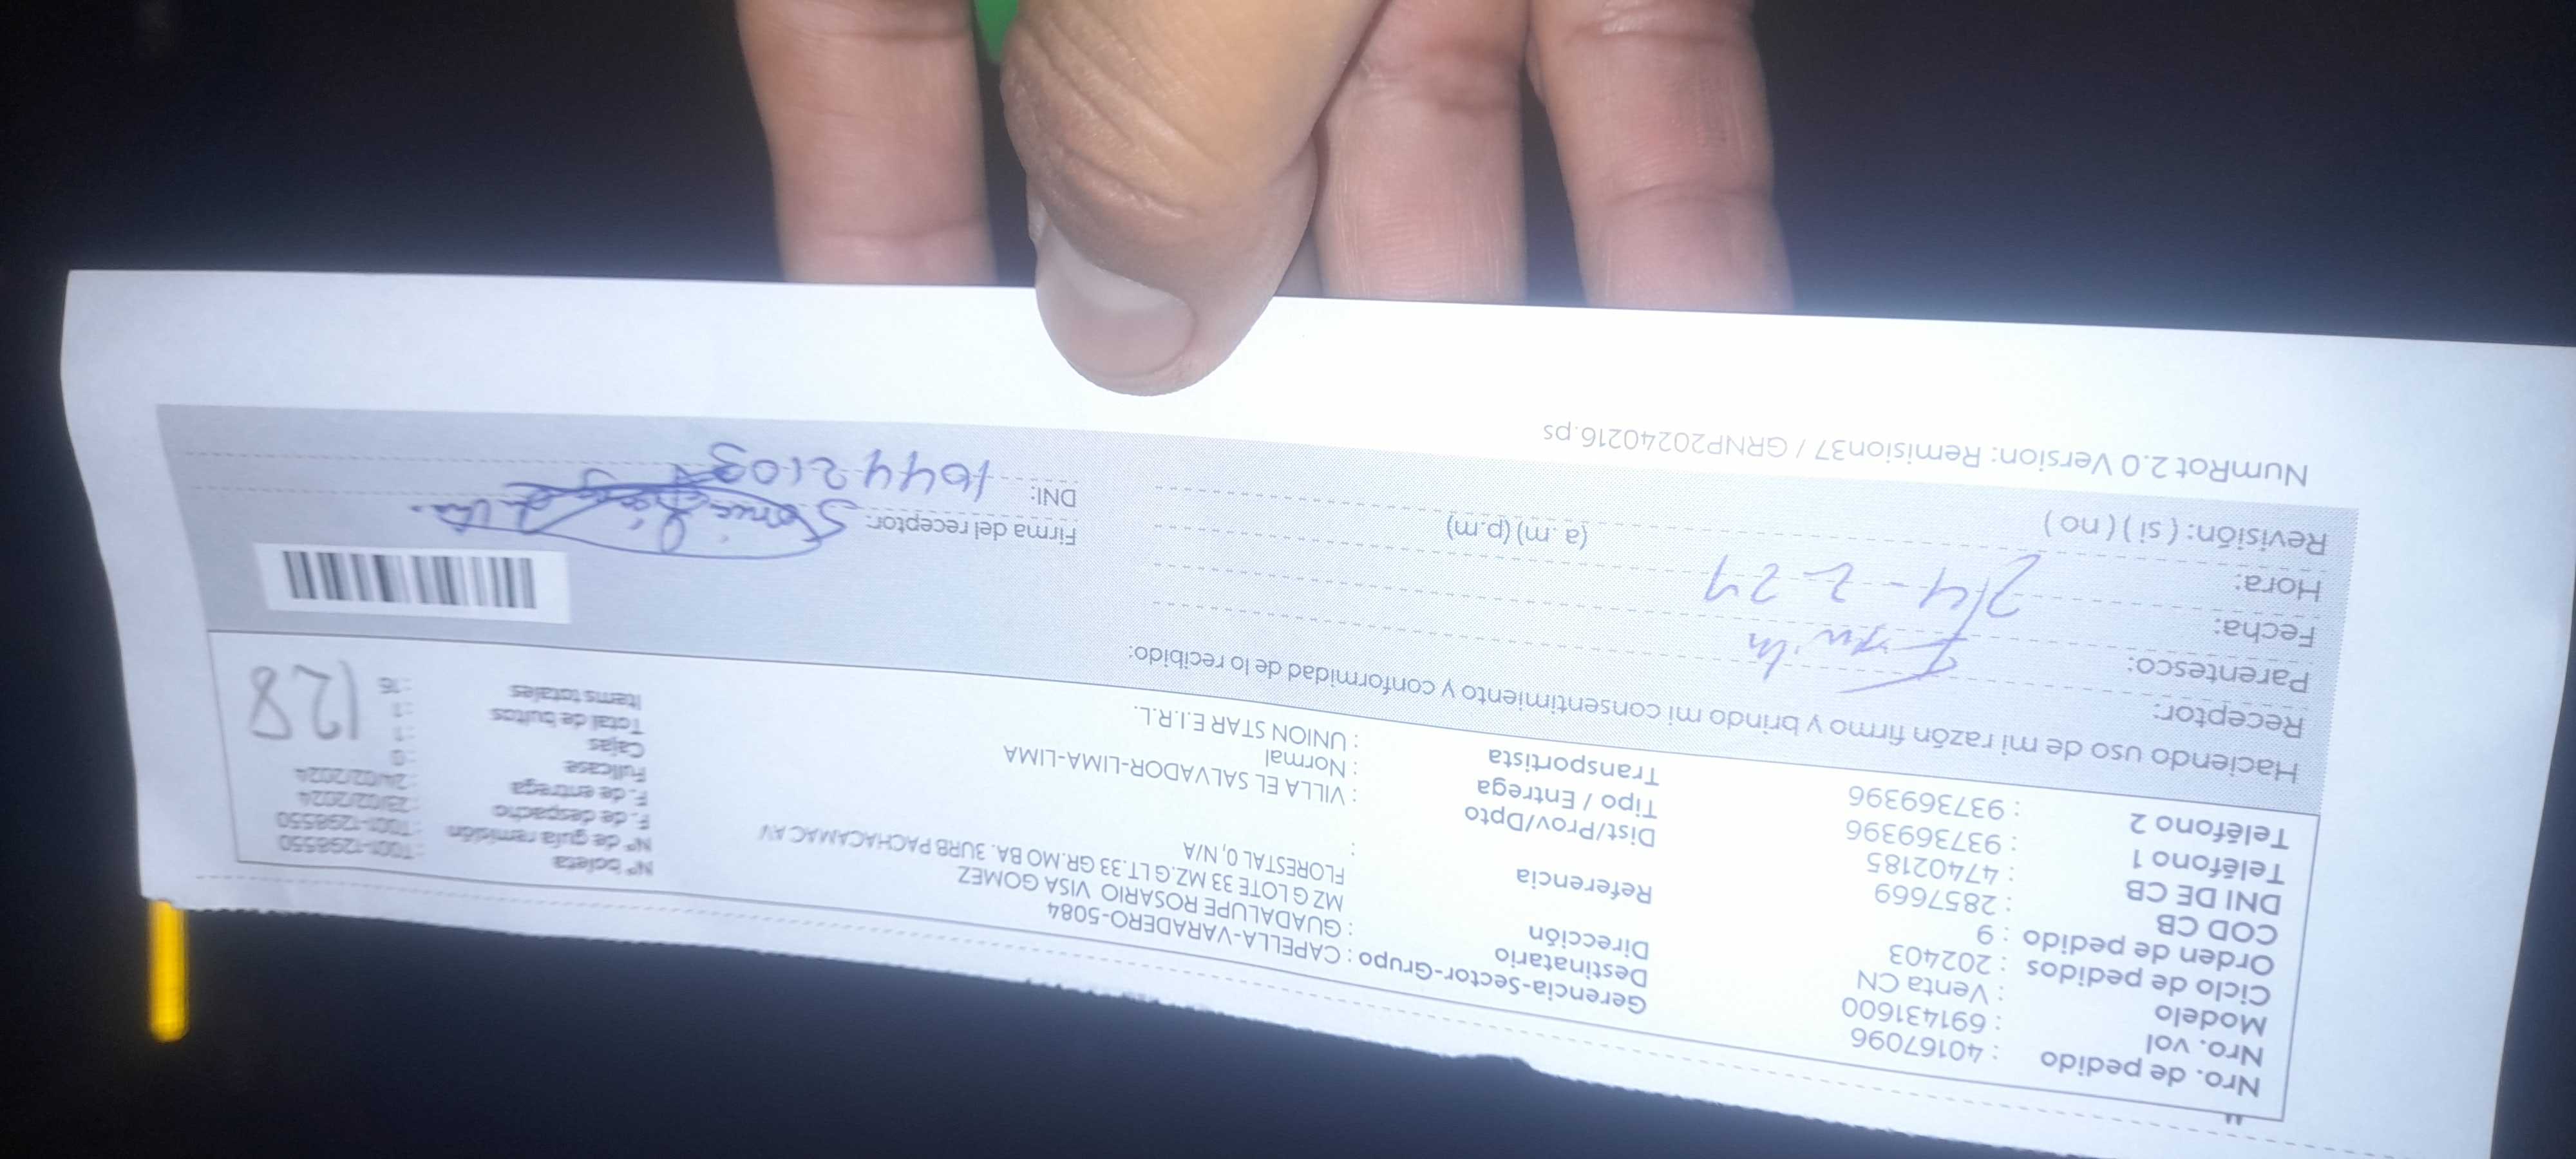 Nro. de pedido : 40167096
Nro. vol : 691431600
Modelo : Venta CN
Ciclo de pedidos : 202403
Orden de pedido : 9
COD CB : 2857669
DNI DE CB : 47402185
Teléfono 1 : 937369396
Teléfono 2 : 937369396
Gerencia-Sector-Grupo : CAPELLA-VARADERO-5084
Destinatario : GUADALUPE ROSARIO VISA GOMEZ
Dirección MZ G LOTE 33 MZ.G LT.33 GR.MO BA. 3URB PACHACAMAC AV
FLORESTAL 0, N/A
Referencia :
Dist/Prov/Dpto : VILLA EL SALVADOR-LIMA-LIMA
Tipo / Entrega : Normal
Transportista : UNION STAR E.I.R.L.
Nº boleta : T001-1298550
Nº de guía remisión : T001-1298550
F. de despacho : 23/02/2024
F. de entrega : 24/02/2024
Fullcase : 0
Cajas : 1
Total de bultos : 1
Items totales : 16
128
Haciendo uso de mi razón firmo y brindo mi consentimiento y conformidad de lo recibido:
Receptor:
Parentesco:
Fecha: 24-2-24
Hora: (a.m) (p.m)
Revisión: ( si ) ( no )
Firma del receptor:
DNI: 10442103
NumRot 2.0 Version: Remision37 / GRNP20240216.ps